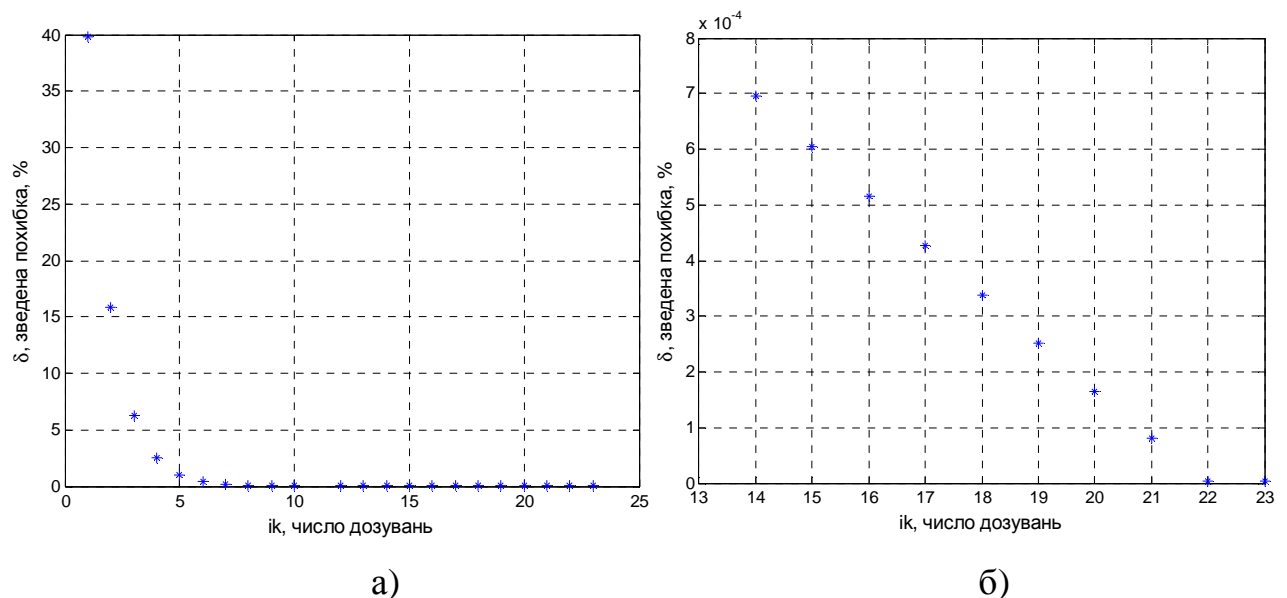 40
35
30
25
20
15
10
5
0
0 5 10 15 20 25
δ, зведена похибка, %
ik, число дозувань
а)
x 10⁻⁴
8
7
6
5
4
3
2
1
0
13 14 15 16 17 18 19 20 21 22 23
δ, зведена похибка, %
ik, число дозувань
б)